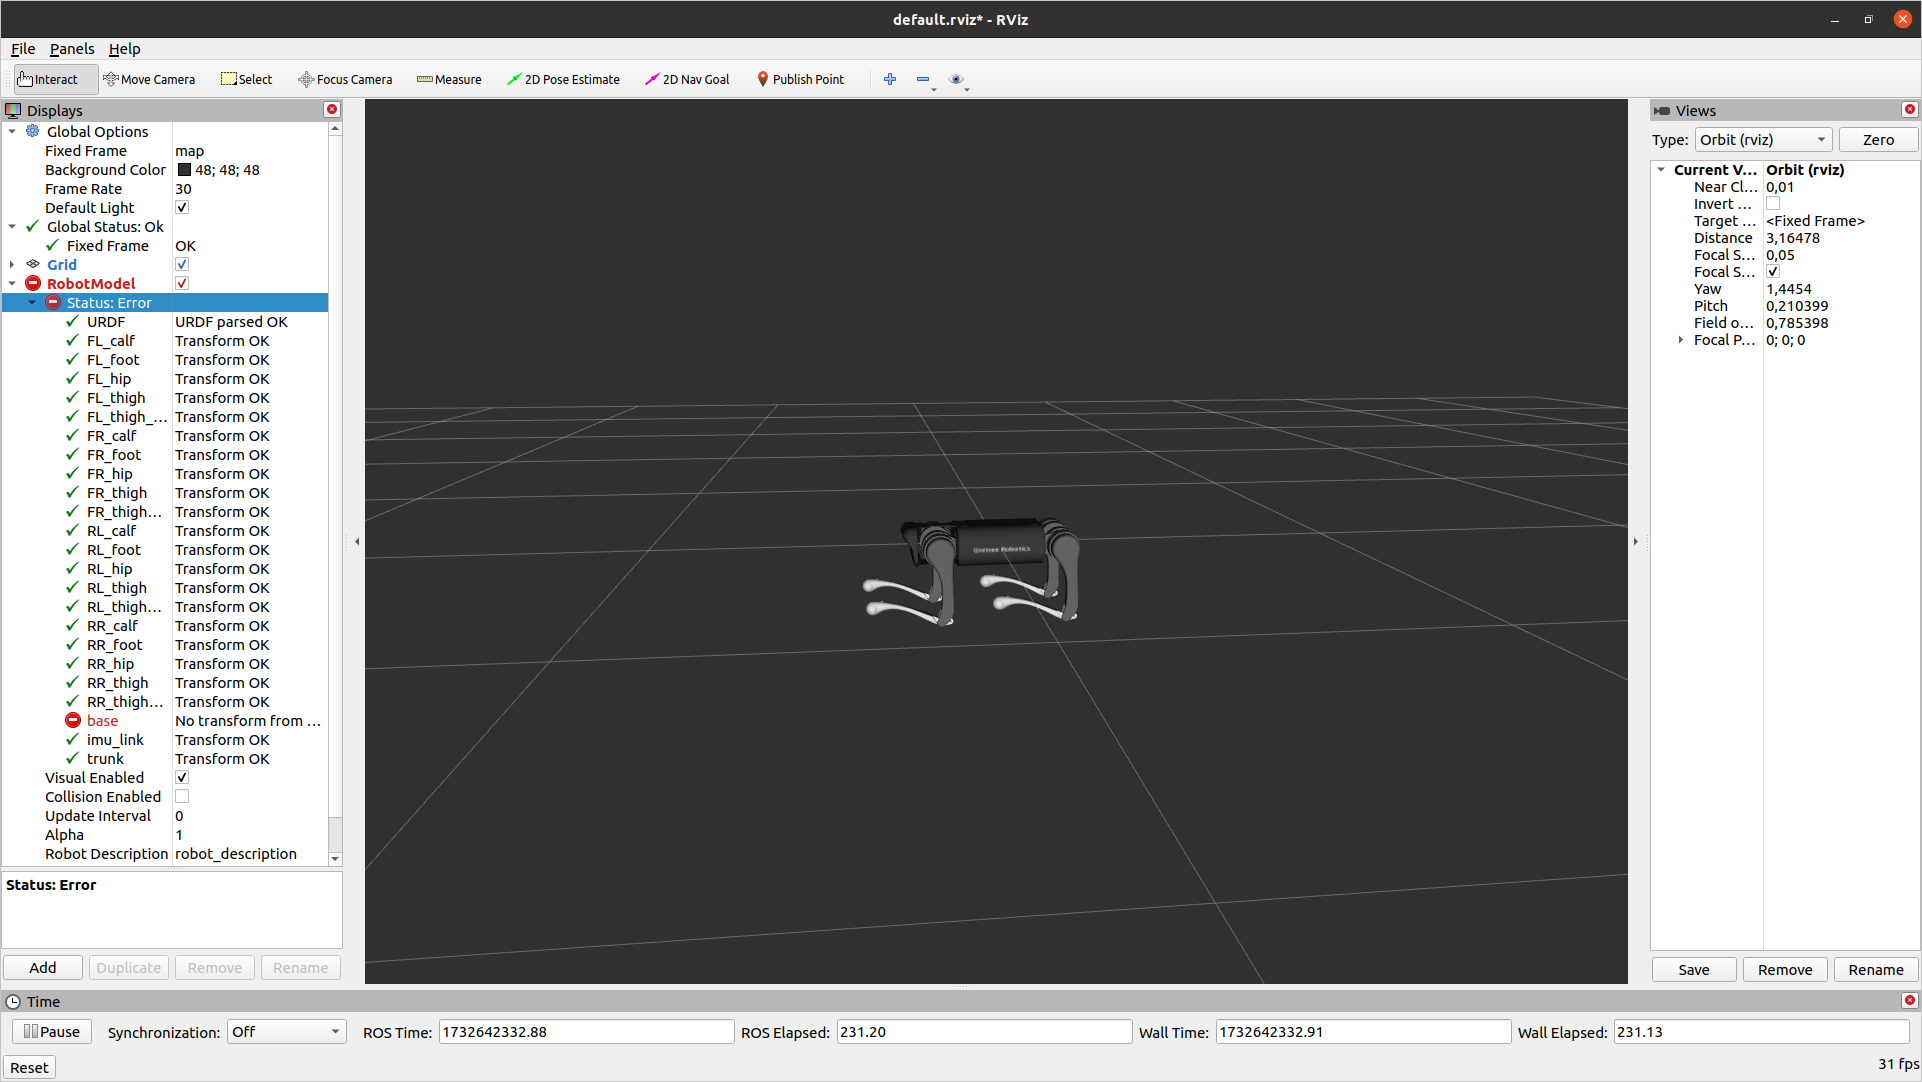 default.rviz* - RViz
File Panels Help
Interact Move Camera Select Focus Camera Measure 2D Pose Estimate 2D Nav Goal Publish Point
Displays
Global Options
Fixed Frame map
Background Color 48; 48; 48
Frame Rate 30
Default Light
Global Status: Ok
Fixed Frame OK
Grid
RobotModel
Status: Error
URDF URDF parsed OK
FL_calf Transform OK
FL_foot Transform OK
FL_hip Transform OK
FL_thigh Transform OK
FL_thigh_... Transform OK
FR_calf Transform OK
FR_foot Transform OK
FR_hip Transform OK
FR_thigh Transform OK
FR_thigh... Transform OK
RL_calf Transform OK
RL_foot Transform OK
RL_hip Transform OK
RL_thigh Transform OK
RL_thigh... Transform OK
RR_calf Transform OK
RR_foot Transform OK
RR_hip Transform OK
RR_thigh Transform OK
RR_thigh... Transform OK
base No transform from ...
imu_link Transform OK
trunk Transform OK
Visual Enabled
Collision Enabled
Update Interval 0
Alpha 1
Robot Description robot_description
Status: Error
Add Duplicate Remove Rename
Unitree Robotics
Views
Type: Orbit (rviz) Zero
Current V... Orbit (rviz)
Near Cl... 0,01
Invert ...
Target ... <Fixed Frame>
Distance 3,16478
Focal S... 0,05
Focal S...
Yaw 1,4454
Pitch 0,210399
Field o... 0,785398
Focal P... 0; 0; 0
Save Remove Rename
Time
Pause Synchronization: Off ROS Time: 1732642332.88 ROS Elapsed: 231.20 Wall Time: 1732642332.91 Wall Elapsed: 231.13
Reset 31 fps